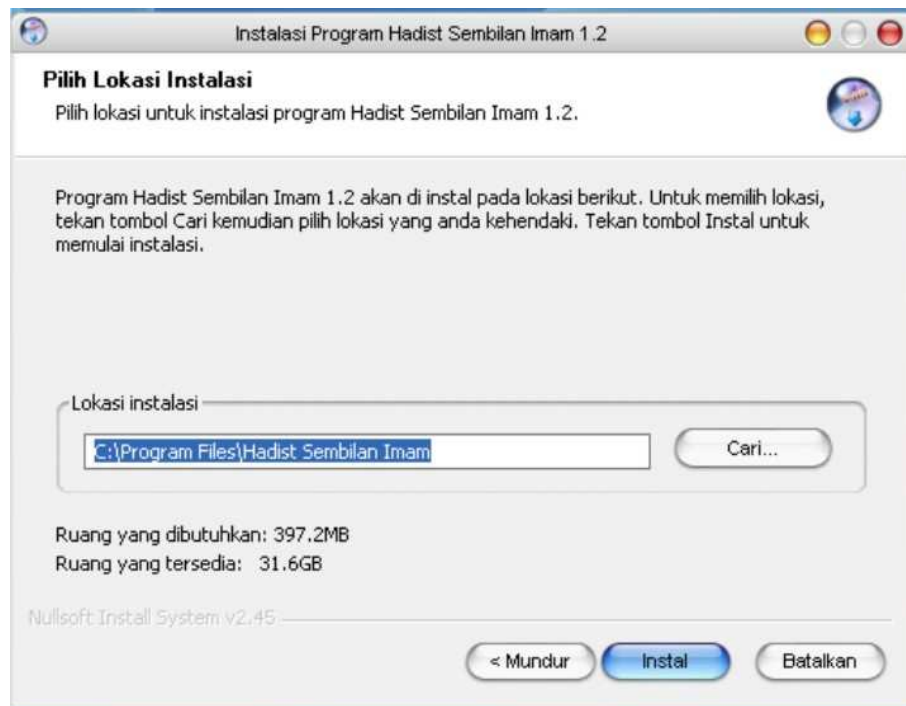 Instalasi Program Hadist Sembilan Imam 1.2
Pilih Lokasi Instalasi
Pilih lokasi untuk instalasi program Hadist Sembilan Imam 1.2.
Program Hadist Sembilan Imam 1.2 akan di instal pada lokasi berikut. Untuk memilih lokasi,
tekan tombol Cari kemudian pilih lokasi yang anda kehendaki. Tekan tombol Instal untuk
memulai instalasi.
Lokasi instalasi
C:\Program Files\Hadist Sembilan Imam
Cari...
Ruang yang dibutuhkan: 397.2MB
Ruang yang tersedia: 31.6GB
Nullsoft Install System v2.45
< Mundur
Instal
Batalkan